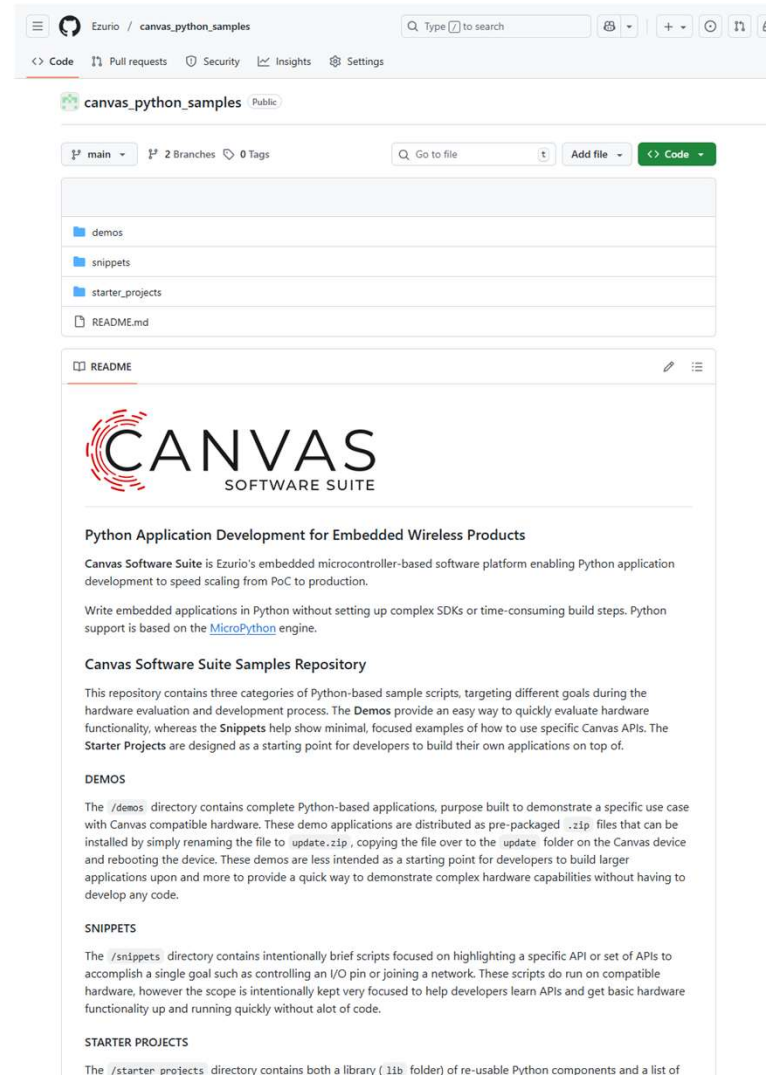 Ezurio / canvas_python_samples
Type / to search
Code Pull requests Security Insights Settings
canvas_python_samples Public
main 2 Branches 0 Tags Go to file t Add file Code
demos
snippets
starter_projects
README.md
README
CANVAS
SOFTWARE SUITE
Python Application Development for Embedded Wireless Products
Canvas Software Suite is Ezurio's embedded microcontroller-based software platform enabling Python application
development to speed scaling from PoC to production.
Write embedded applications in Python without setting up complex SDKs or time-consuming build steps. Python
support is based on the MicroPython engine.
Canvas Software Suite Samples Repository
This repository contains three categories of Python-based sample scripts, targeting different goals during the
hardware evaluation and development process. The Demos provide an easy way to quickly evaluate hardware
functionality, whereas the Snippets help show minimal, focused examples of how to use specific Canvas APIs. The
Starter Projects are designed as a starting point for developers to build their own applications on top of.
DEMOS
The /demos directory contains complete Python-based applications, purpose built to demonstrate a specific use case
with Canvas compatible hardware. These demo applications are distributed as pre-packaged .zip files that can be
installed by simply renaming the file to update.zip , copying the file over to the update folder on the Canvas device
and rebooting the device. These demos are less intended as a starting point for developers to build larger
applications upon and more to provide a quick way to demonstrate complex hardware capabilities without having to
develop any code.
SNIPPETS
The /snippets directory contains intentionally brief scripts focused on highlighting a specific API or set of APIs to
accomplish a single goal such as controlling an I/O pin or joining a network. These scripts do run on compatible
hardware, however the scope is intentionally kept very focused to help developers learn APIs and get basic hardware
functionality up and running quickly without alot of code.
STARTER PROJECTS
The /starter_projects directory contains both a library ( lib folder) of re-usable Python components and a list of